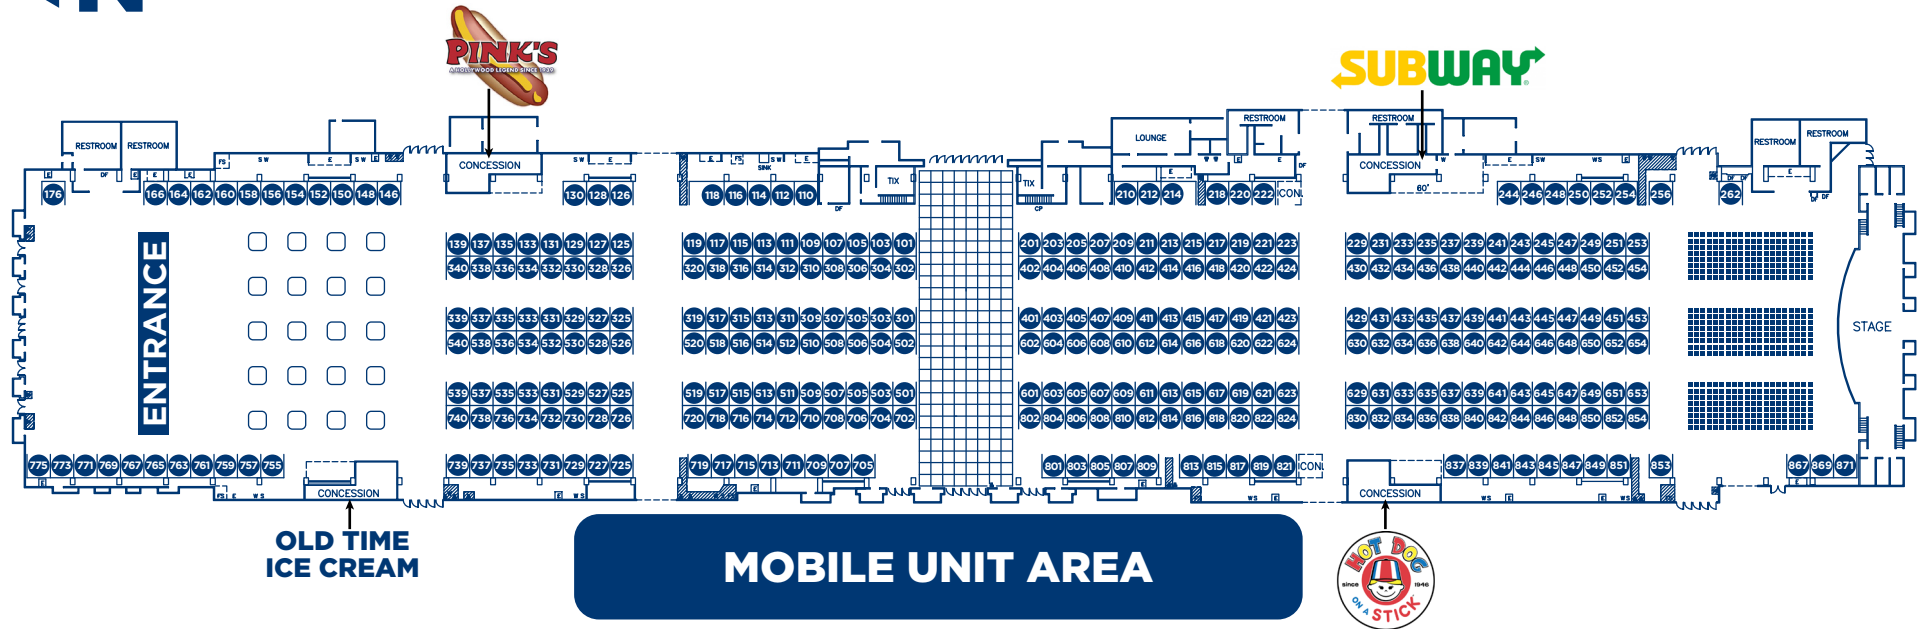 N
PINK'S
A HOLLYWOOD LEGEND SINCE 1939
SUBWAY
RESTROOM RESTROOM
CONCESSION
SINK
TIX
TIX
LOUNGE
RESTROOM
RESTROOM
CONCESSION
60'
RESTROOM
RESTROOM
176 166 164 162 160 158 156 154 152 150 148 146 130 128 126 118 116 114 112 110 210 212 214 218 220 222 ICON. 244 246 248 250 252 254 256 262
DF CP
139 137 135 133 131 129 127 125 119 117 115 113 111 109 107 105 103 101 201 203 205 207 209 211 213 215 217 219 221 223 229 231 233 235 237 239 241 243 245 247 249 251 253
340 338 336 334 332 330 328 326 320 318 316 314 312 310 308 306 304 302 402 404 406 408 410 412 414 416 418 420 422 424 430 432 434 436 438 440 442 444 446 448 450 452 454
ENTRANCE
339 337 335 333 331 329 327 325 319 317 315 313 311 309 307 305 303 301 401 403 405 407 409 411 413 415 417 419 421 423 429 431 433 435 437 439 441 443 445 447 449 451 453
STAGE
540 538 536 534 532 530 528 526 520 518 516 514 512 510 508 506 504 502 602 604 606 608 610 612 614 616 618 620 622 624 630 632 634 636 638 640 642 644 646 648 650 652 654
539 537 535 533 531 529 527 525 519 517 515 513 511 509 507 505 503 501 601 603 605 607 609 611 613 615 617 619 621 623 629 631 633 635 637 639 641 643 645 647 649 651 653
740 738 736 734 732 730 728 726 720 718 716 714 712 710 708 706 704 702 802 804 806 808 810 812 814 816 818 820 822 824 830 832 834 836 838 840 842 844 846 848 850 852 854
775 773 771 769 767 765 763 761 759 757 755 739 737 735 733 731 729 727 725 719 717 715 713 711 709 707 705 801 803 805 807 809 813 815 817 819 821 ICON. 837 839 841 843 845 847 849 851 853 867 869 871
CONCESSION
CONCESSION
OLD TIME
ICE CREAM
MOBILE UNIT AREA
HOT DOG
since 1946
ON A STICK